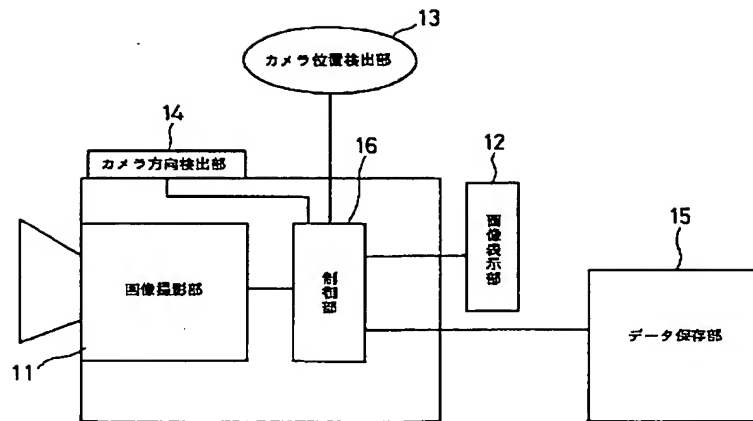 13
カメラ位置検出部
14
カメラ方向検出部
16
12
画像表示部
15
画像撮影部
制御部
データ保存部
11